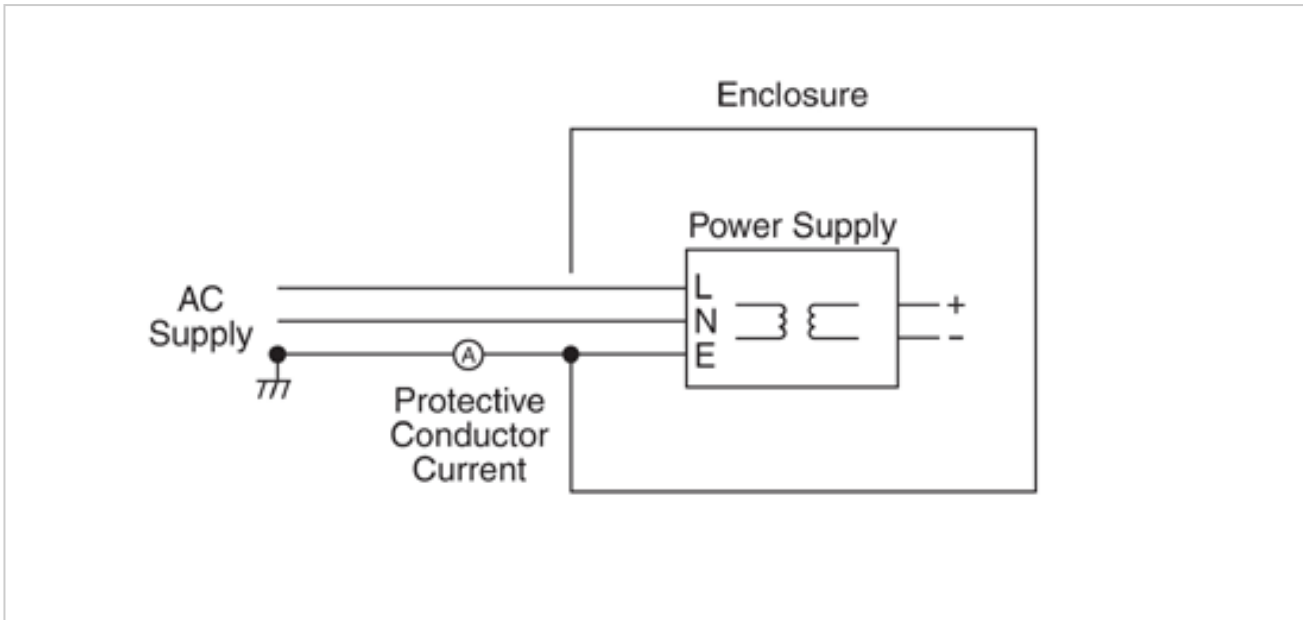 Enclosure
Power Supply
AC
Supply
L
N
E
+
-
A
Protective
Conductor
Current